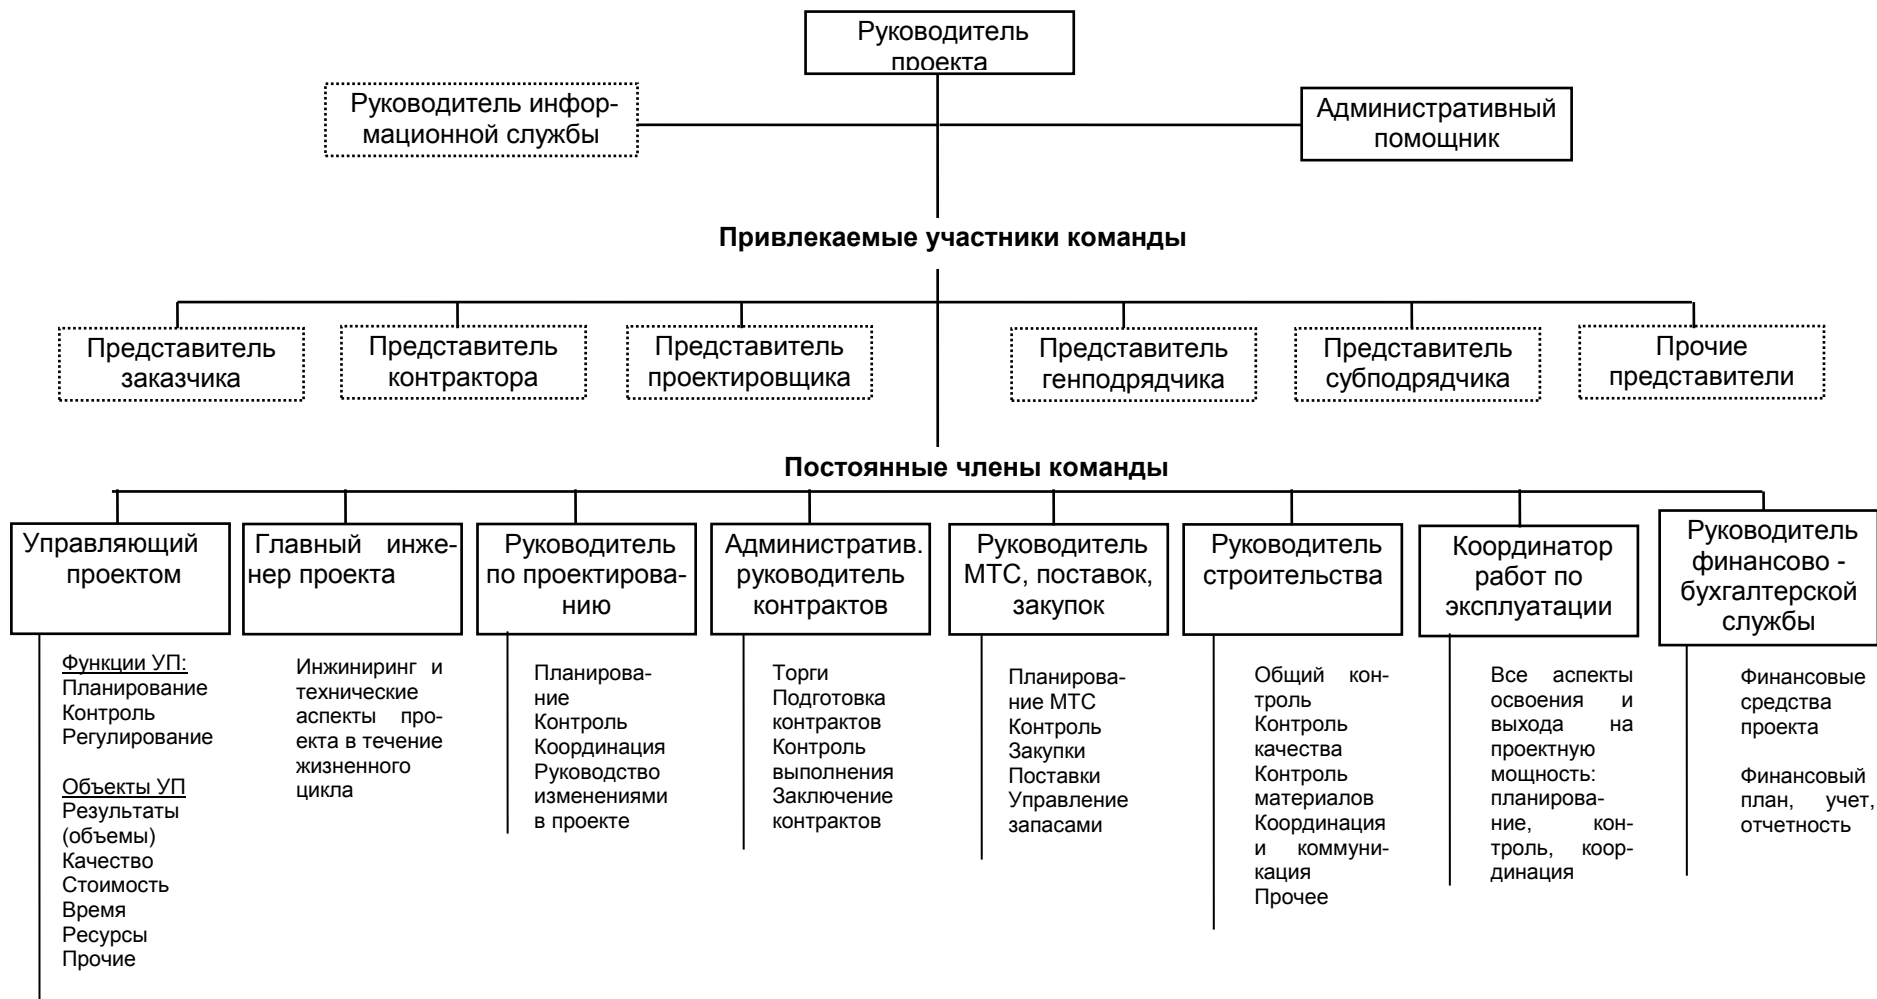 Руководитель
проекта
Руководитель инфор-
мационной службы
Административный
помощник
Привлекаемые участники команды
Представитель
заказчика
Представитель
контрактора
Представитель
проектировщика
Представитель
генподрядчика
Представитель
субподрядчика
Прочие
представители
Постоянные члены команды
Управляющий
проектом
Главный инже-
нер проекта
Руководитель
по проектирова-
нию
Административ.
руководитель
контрактов
Руководитель
МТС, поставок,
закупок
Руководитель
строительства
Координатор
работ по
эксплуатации
Руководитель
финансово -
бухгалтерской
службы
Функции УП:
Планирование
Контроль
Регулирование
Объекты УП
Результаты
(объемы)
Качество
Стоимость
Время
Ресурсы
Прочие
Инжиниринг и
технические
аспекты про-
екта в течение
жизненного
цикла
Планирова-
ние
Контроль
Координация
Руководство
изменениями
в проекте
Торги
Подготовка
контрактов
Контроль
выполнения
Заключение
контрактов
Планирова-
ние МТС
Контроль
Закупки
Поставки
Управление
запасами
Общий кон-
троль
Контроль
качества
Контроль
материалов
Координация
и коммуни-
кация
Прочее
Все аспекты
освоения и
выхода на
проектную
мощность:
планирова-
ние, кон-
троль, коор-
динация
Финансовые
средства
проекта
Финансовый
план, учет,
отчетность